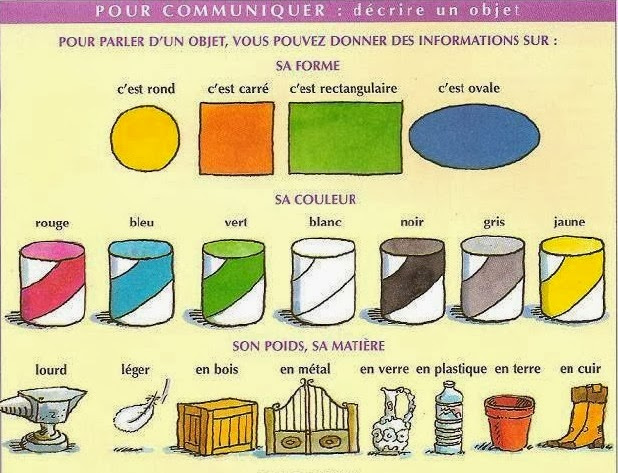 POUR COMMUNIQUER : décrire un objet
POUR PARLER D'UN OBJET, VOUS POUVEZ DONNER DES INFORMATIONS SUR :
SA FORME
c'est rond c'est carré c'est rectangulaire c'est ovale
SA COULEUR
rouge bleu vert blanc noir gris jaune
SON POIDS, SA MATIÈRE
lourd léger en bois en métal en verre en plastique en terre en cuir